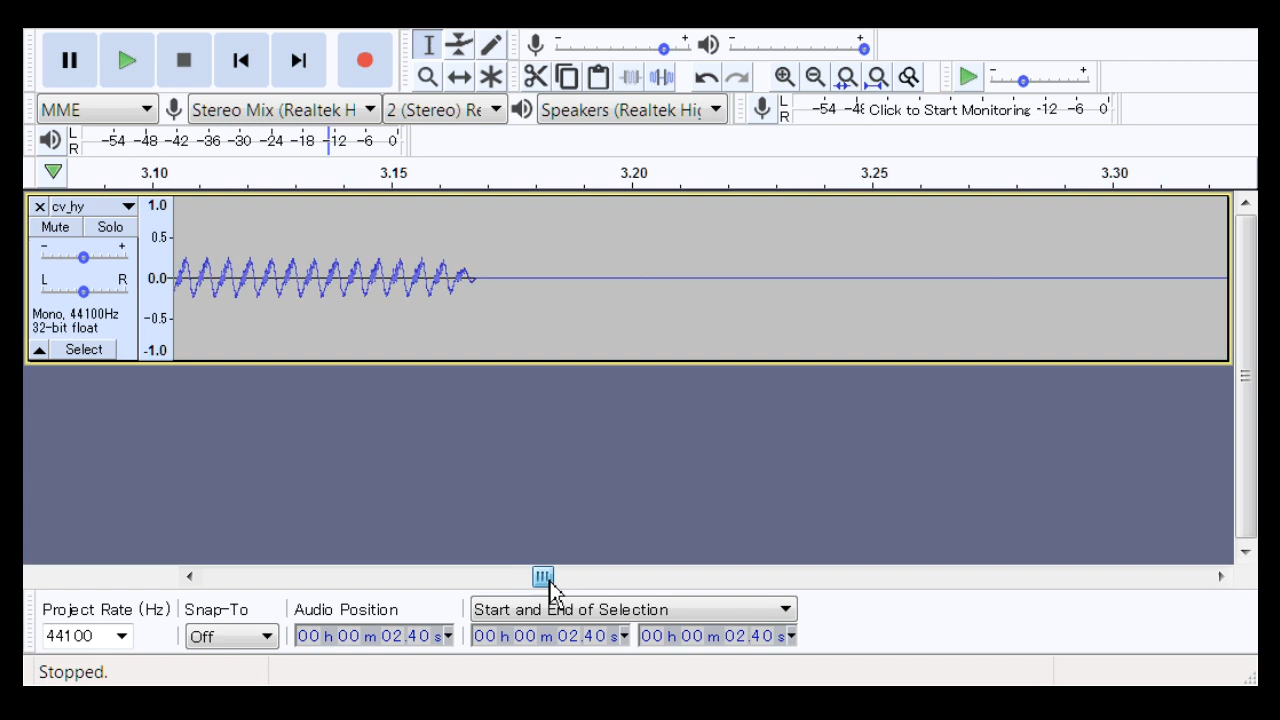 MME
Stereo Mix (Realtek H
2 (Stereo) Re
Speakers (Realtek Hig
L
R
-54 -48 Click to Start Monitoring -12 -6 0
L
R
-54 -48 -42 -36 -30 -24 -18 -12 -6 0
3.10 3.15 3.20 3.25 3.30
cv_hy
Mute Solo
- +
L R
Mono, 44100Hz
32-bit float
Select
1.0
0.5
0.0
-0.5
-1.0
Project Rate (Hz) Snap-To Audio Position Start and End of Selection
44100 Off 00 h 00 m 02.40 s 00 h 00 m 02.40 s 00 h 00 m 02.40 s
Stopped.